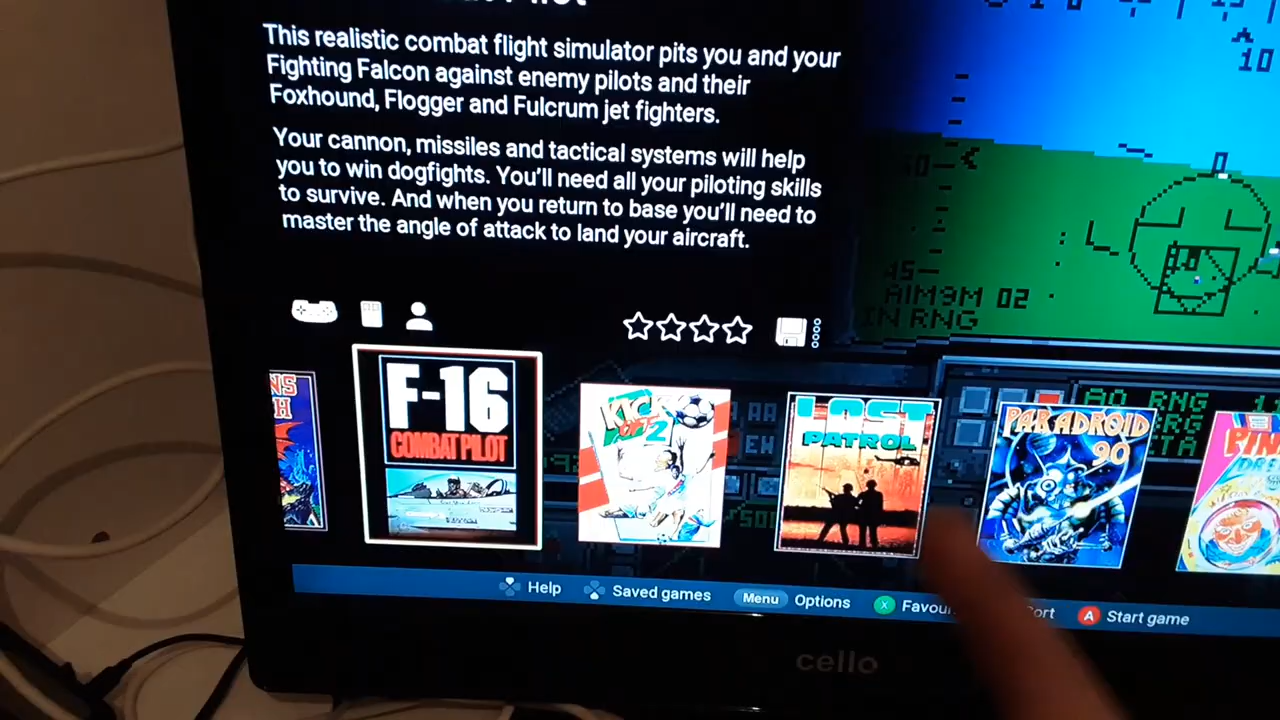 This realistic combat flight simulator pits you and your
Fighting Falcon against enemy pilots and their
Foxhound, Flogger and Fulcrum jet fighters.
Your cannon, missiles and tactical systems will help
you to win dogfights. You'll need all your piloting skills
to survive. And when you return to base you'll need to
master the angle of attack to land your aircraft.
10
45
AIM9M 02
IN RNG
AO RNG
F-16
COMBAT PILOT
KICK
OFF 2
LOST
PATROL
PARADROID
90
Help
Saved games
Menu
Options
X
A
Start game
cello